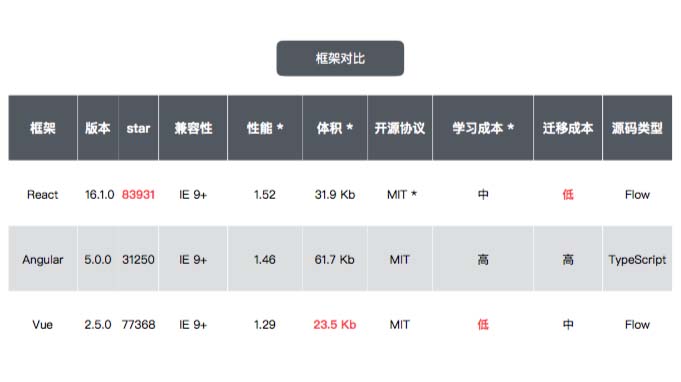 框架对比
框架 版本 star 兼容性 性能 * 体积 * 开源协议 学习成本 * 迁移成本 源码类型
React 16.1.0 83931 IE 9+ 1.52 31.9 Kb MIT * 中 低 Flow
Angular 5.0.0 31250 IE 9+ 1.46 61.7 Kb MIT 高 高 TypeScript
Vue 2.5.0 77368 IE 9+ 1.29 23.5 Kb MIT 低 中 Flow